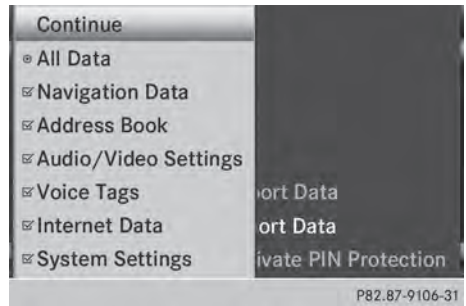 Continue
All Data
Navigation Data
Address Book
Audio/Video Settings
Voice Tags
ort Data
Internet Data
ort Data
System Settings
ivate PIN Protection
P82.87-9106-31